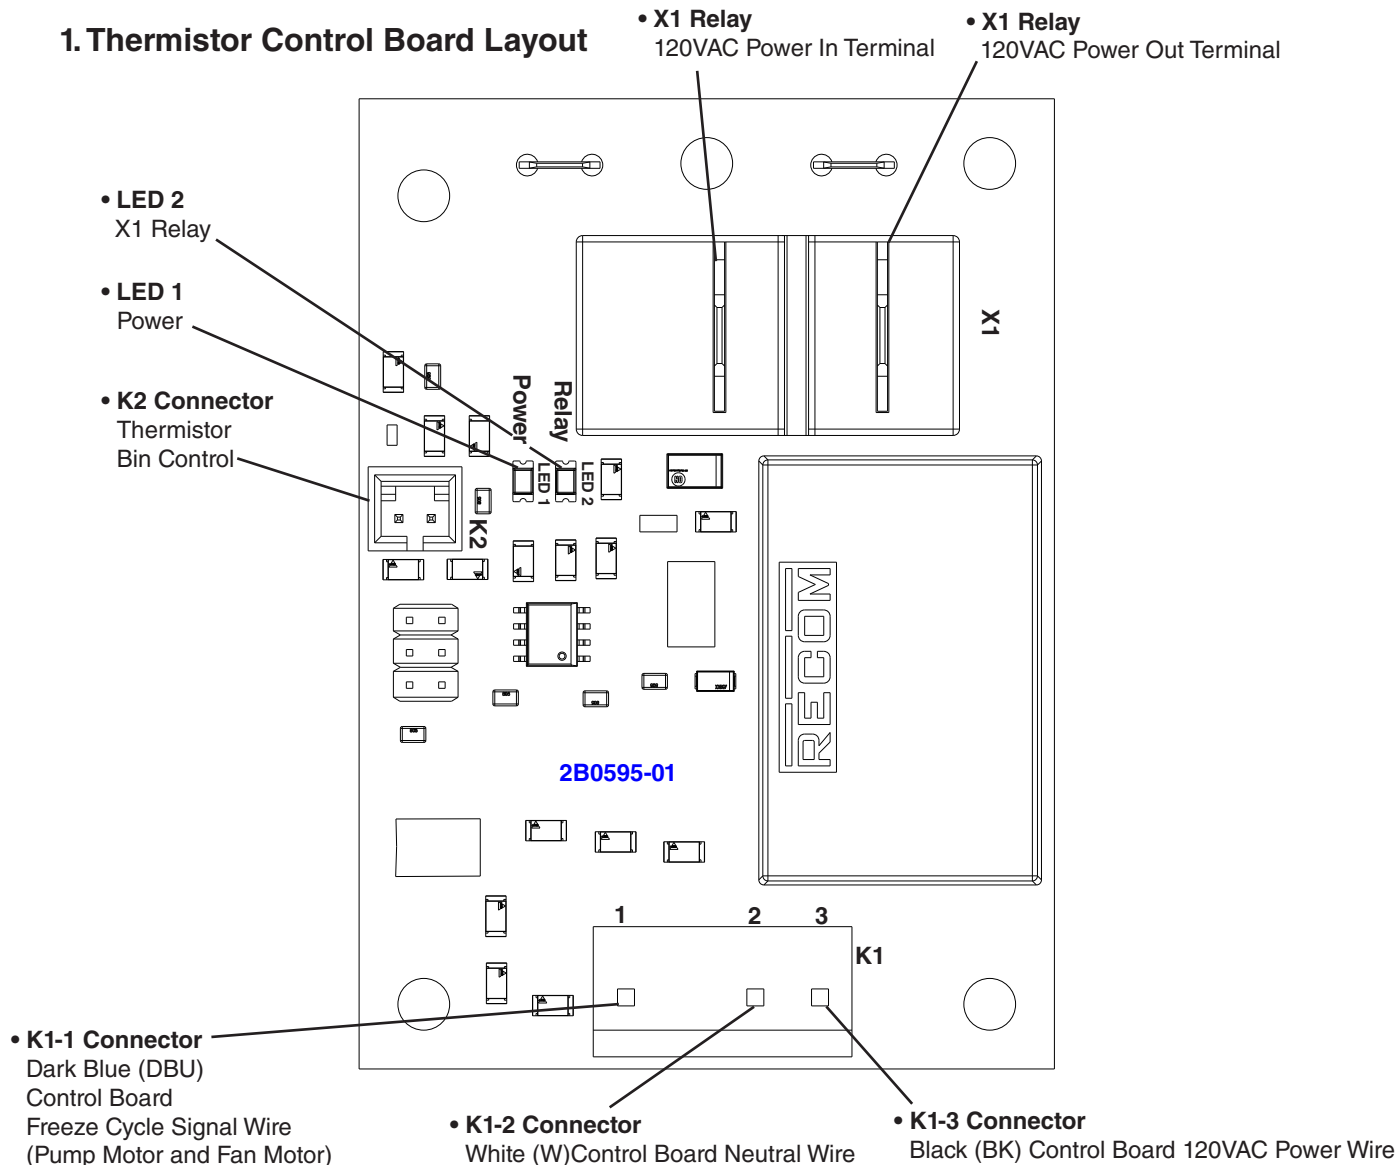 1. Thermistor Control Board Layout
• X1 Relay
120VAC Power In Terminal
• X1 Relay
120VAC Power Out Terminal
• LED 2
X1 Relay
• LED 1
Power
• K2 Connector
Thermistor
Bin Control
X1
Power
Relay
LED 1
LED 2
K2
RECOM
2B0595-01
1
2
3
K1
• K1-1 Connector
Dark Blue (DBU)
Control Board
Freeze Cycle Signal Wire
(Pump Motor and Fan Motor)
• K1-2 Connector
White (W)Control Board Neutral Wire
• K1-3 Connector
Black (BK) Control Board 120VAC Power Wire